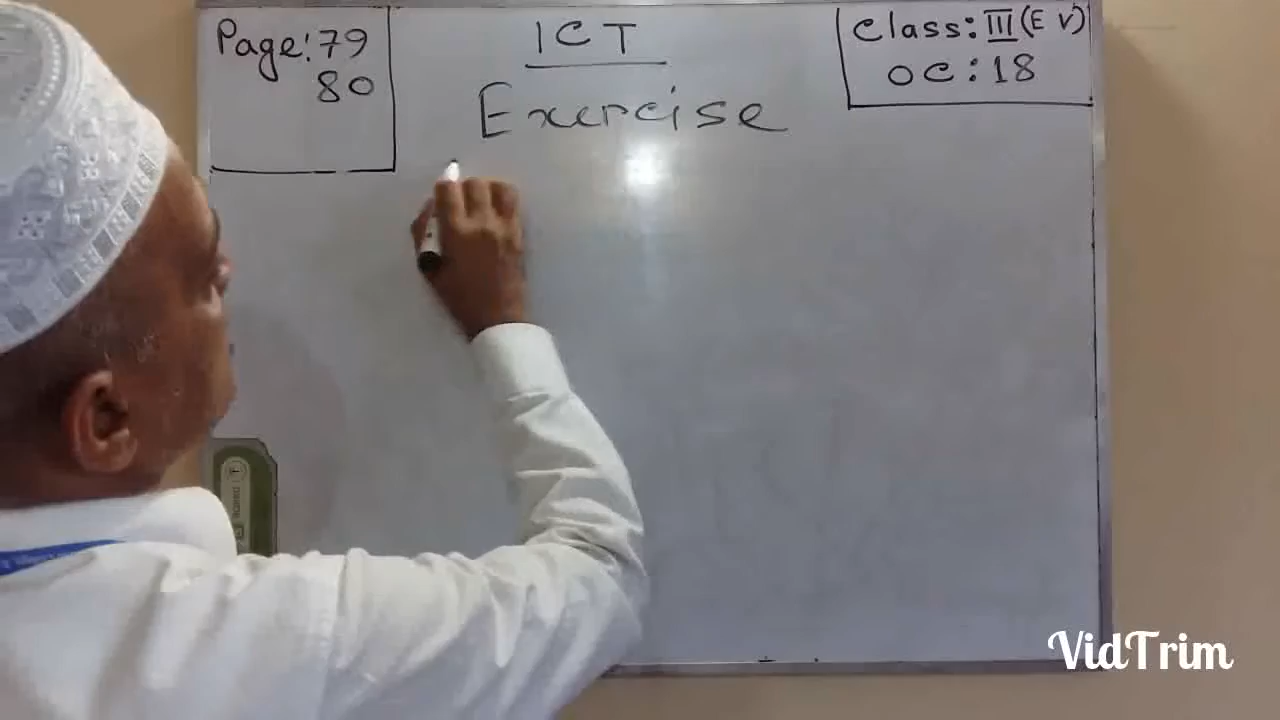 Page: 79
80
ICT
Exercise
Class: III (E V)
OC: 18
VidTrim